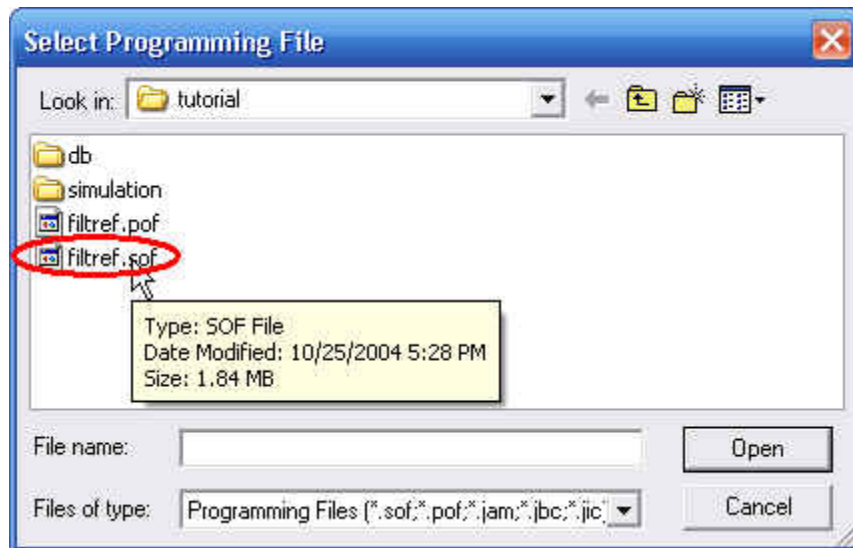 Select Programming File
Look in: tutorial
db
simulation
filtref.pof
filtref.sof
Type: SOF File
Date Modified: 10/25/2004 5:28 PM
Size: 1.84 MB
File name: Open
Files of type: Programming Files (*.sof;*.pof;*.jam;*.jbc;*.jic; Cancel